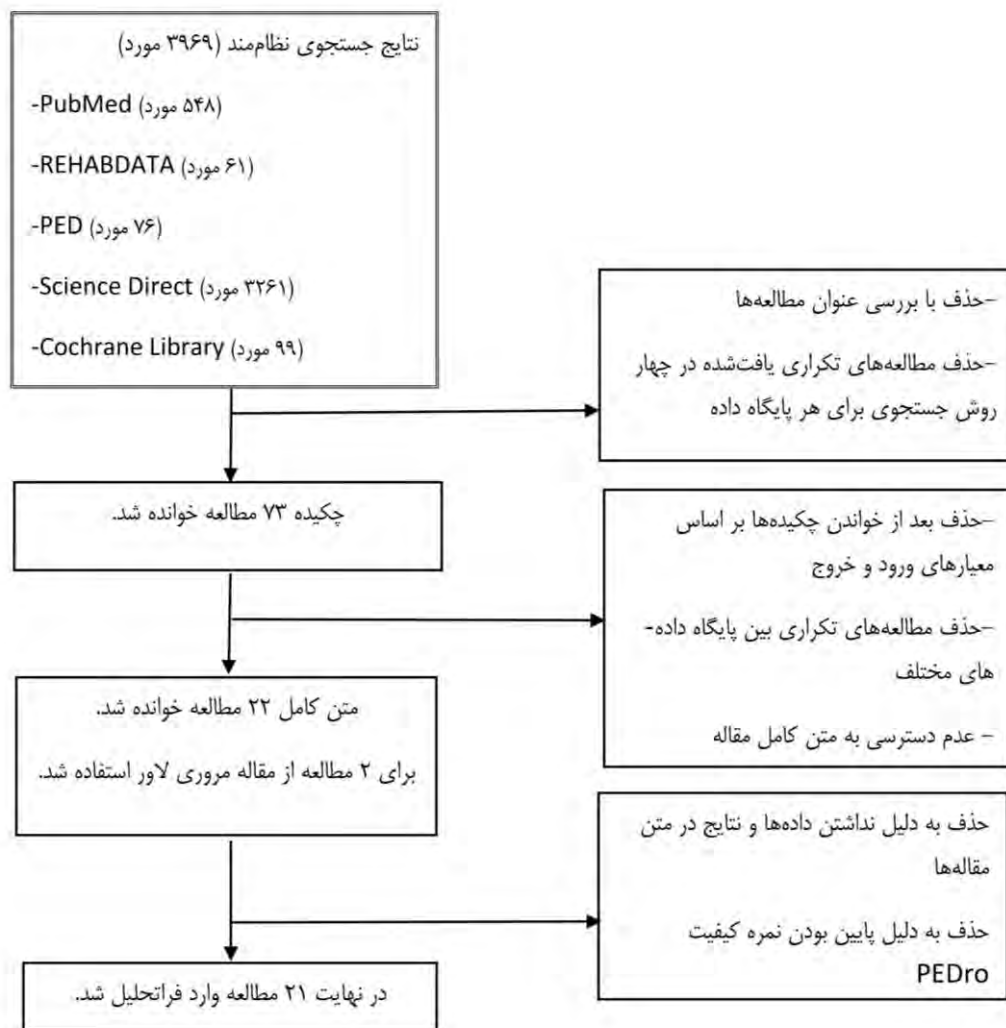 نتایج جستجوی نظام‌مند (۳۹۶۹ مورد)
-PubMed (۵۴۸ مورد)
-REHABDATA (۶۱ مورد)
-PED (۷۶ مورد)
-Science Direct (۳۲۶۱ مورد)
-Cochrane Library (۹۹ مورد)
-حذف با بررسی عنوان مطالعه‌ها
-حذف مطالعه‌های تکراری یافت‌شده در چهار
روش جستجوی برای هر پایگاه داده
چکیده ۷۳ مطالعه خوانده شد.
-حذف بعد از خواندن چکیده‌ها بر اساس
معیارهای ورود و خروج
-حذف مطالعه‌های تکراری بین پایگاه داده-
های مختلف
- عدم دسترسی به متن کامل مقاله
متن کامل ۲۲ مطالعه خوانده شد.
برای ۲ مطالعه از مقاله مروری لاور استفاده شد.
حذف به دلیل نداشتن داده‌ها و نتایج در متن
مقاله‌ها
حذف به دلیل پایین بودن نمره کیفیت
PEDro
در نهایت ۲۱ مطالعه وارد فراتحلیل شد.